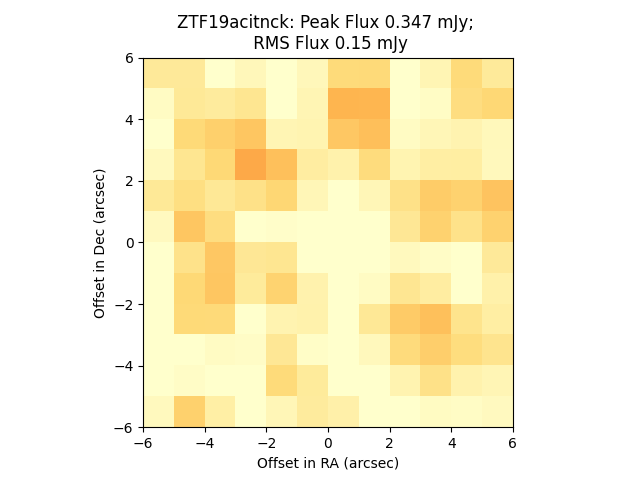 ZTF19acitnck: Peak Flux 0.347 mJy;
RMS Flux 0.15 mJy
6
4
2
0
−2
−4
−6
Offset in Dec (arcsec)
−6 −4 −2 0 2 4 6
Offset in RA (arcsec)